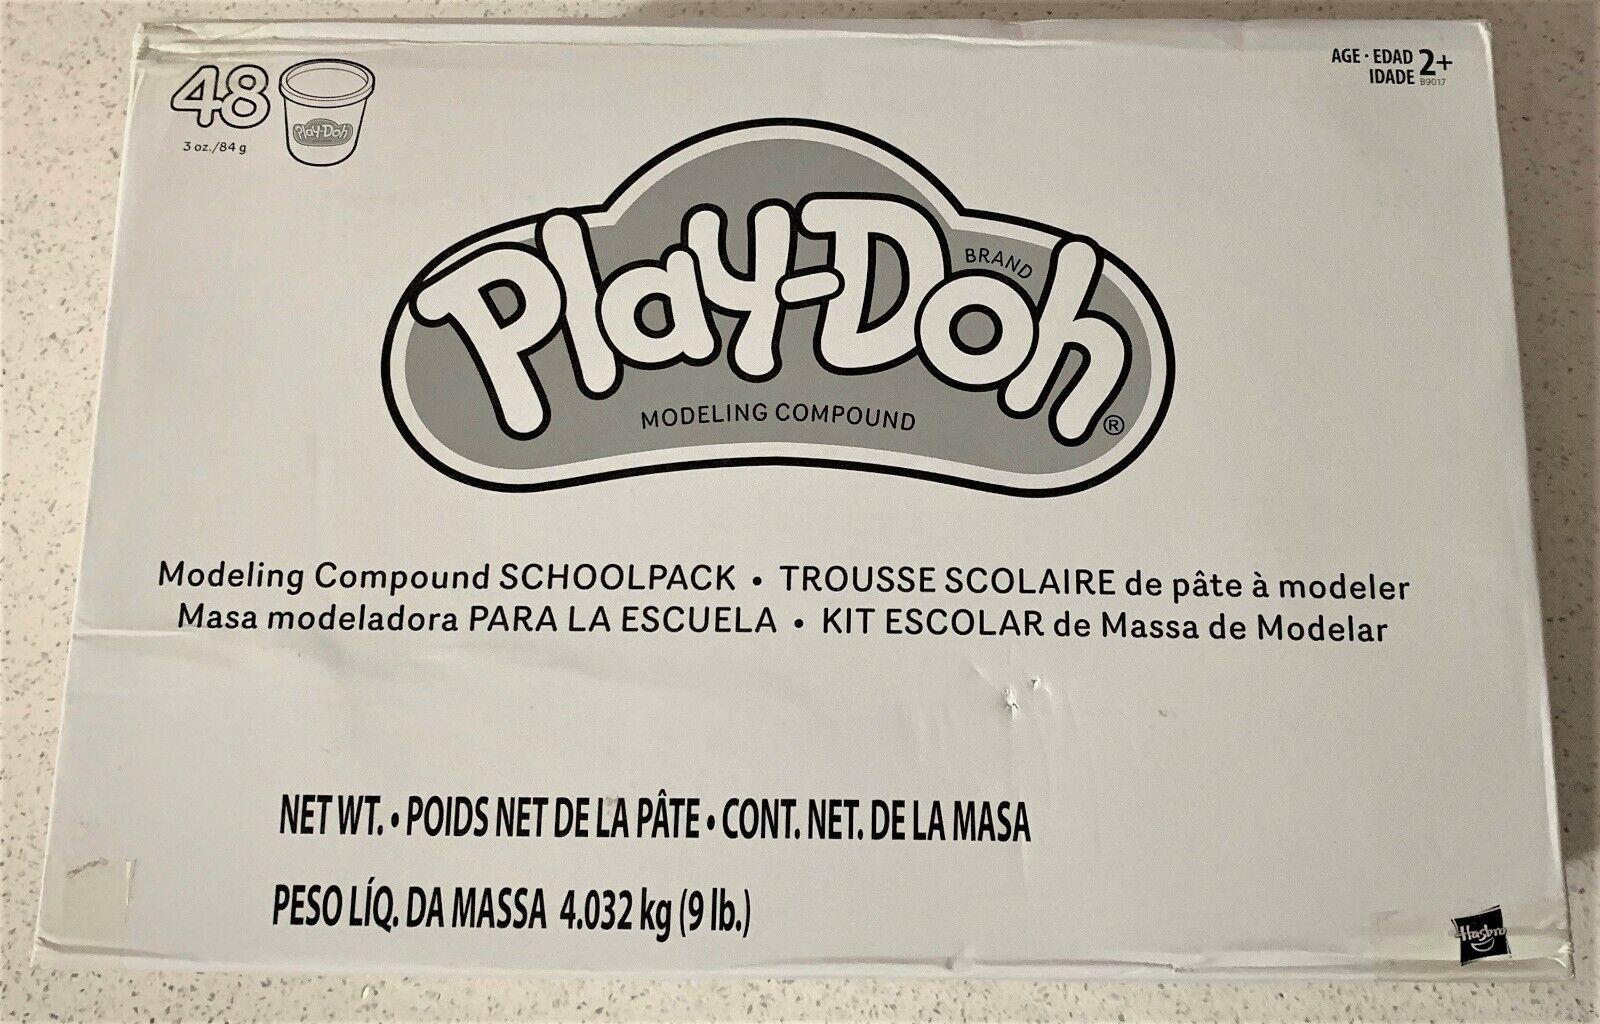 48
3 oz./84 g
Play-Doh
AGE • EDAD 2+
IDADE B9017
Play-Doh
BRAND
MODELING COMPOUND
®
Modeling Compound SCHOOLPACK • TROUSSE SCOLAIRE de pâte à modeler
Masa modeladora PARA LA ESCUELA • KIT ESCOLAR de Massa de Modelar
NET WT. • POIDS NET DE LA PÂTE • CONT. NET. DE LA MASA
PESO LÍQ. DA MASSA 4.032 kg (9 lb.)
Hasbro